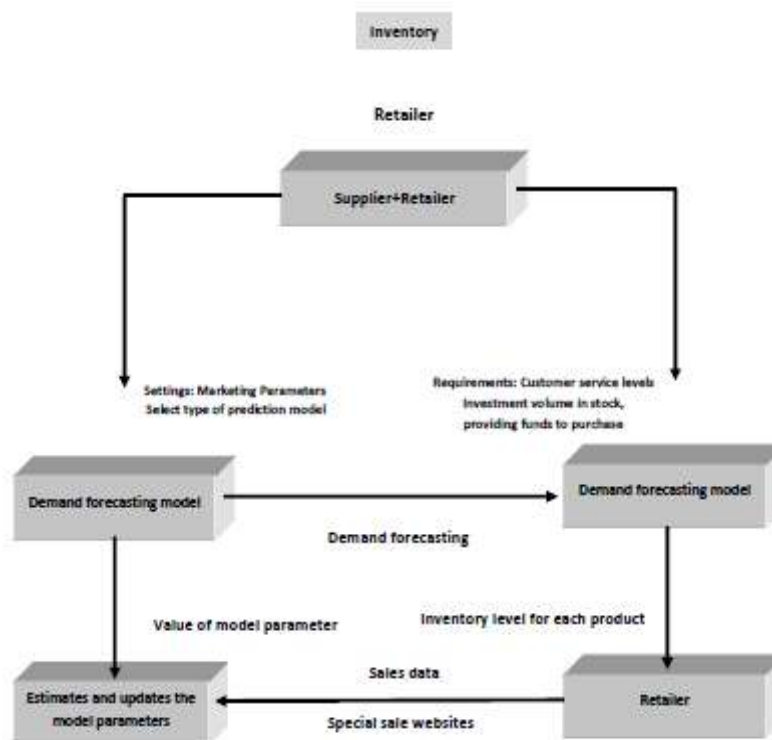 Inventory
Retailer
Supplier+Retailer
Settings: Marketing Parameters
Select type of prediction model
Requirements: Customer service levels
Investment volume in stock,
providing funds to purchase
Demand forecasting model
Demand forecasting model
Demand forecasting
Value of model parameter
Inventory level for each product
Sales data
Estimates and updates the
model parameters
Retailer
Special sale websites